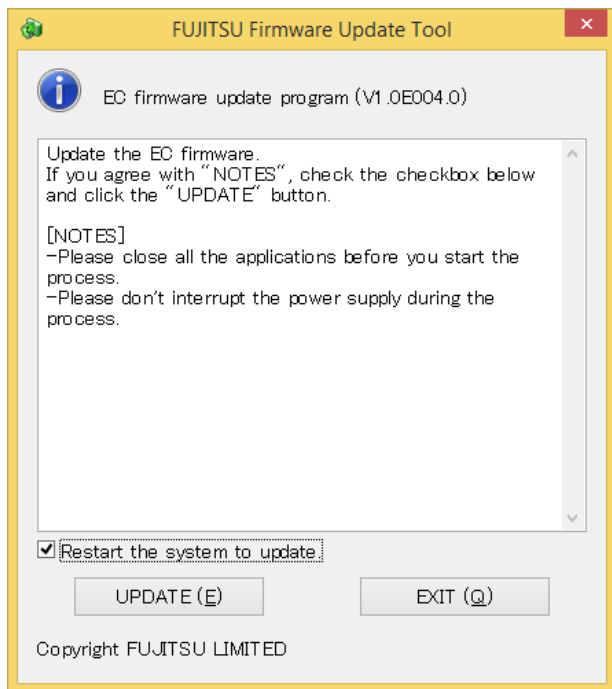 FUJITSU Firmware Update Tool
EC firmware update program (V1.0E004.0)
Update the EC firmware.
If you agree with "NOTES", check the checkbox below
and click the "UPDATE" button.
[NOTES]
-Please close all the applications before you start the
process.
-Please don't interrupt the power supply during the
process.
Restart the system to update.
UPDATE (E)
EXIT (Q)
Copyright FUJITSU LIMITED